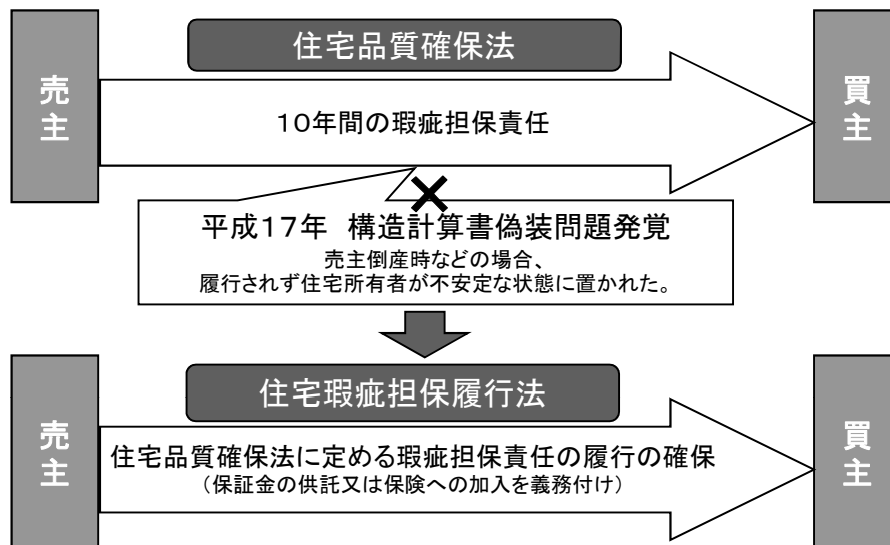 住宅品質確保法
売主
10年間の瑕疵担保責任
買主
平成17年 構造計算書偽装問題発覚
売主倒産時などの場合、
履行されず住宅所有者が不安定な状態に置かれた。
住宅瑕疵担保履行法
売主
住宅品質確保法に定める瑕疵担保責任の履行の確保
（保証金の供託又は保険への加入を義務付け）
買主